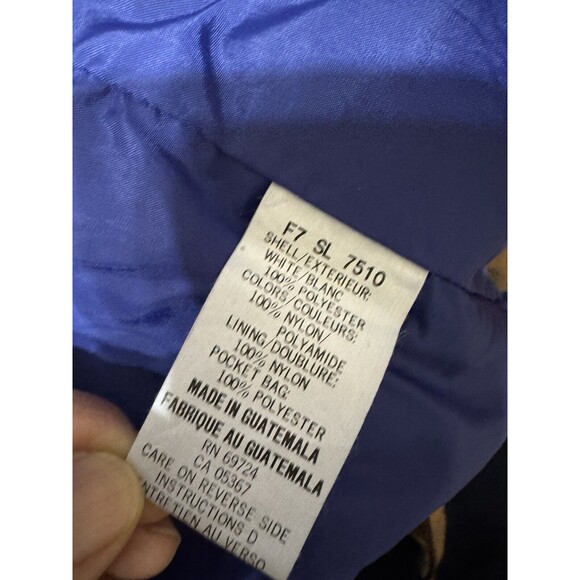 F7 SL 7510
SHELL/EXTERIEUR:
WHITE/BLANC
100% POLYESTER
COLORS/COULEURS:
100% NYLON/
POLYAMIDE
LINING/DOUBLURE:
100% NYLON
POCKET BAG:
100% POLYESTER
MADE IN GUATEMALA
FABRIQUE AU GUATEMALA
RN 69724
CA 05367
CARE ON REVERSE SIDE
INSTRUCTIONS D
ENTRETIEN AU VERSO